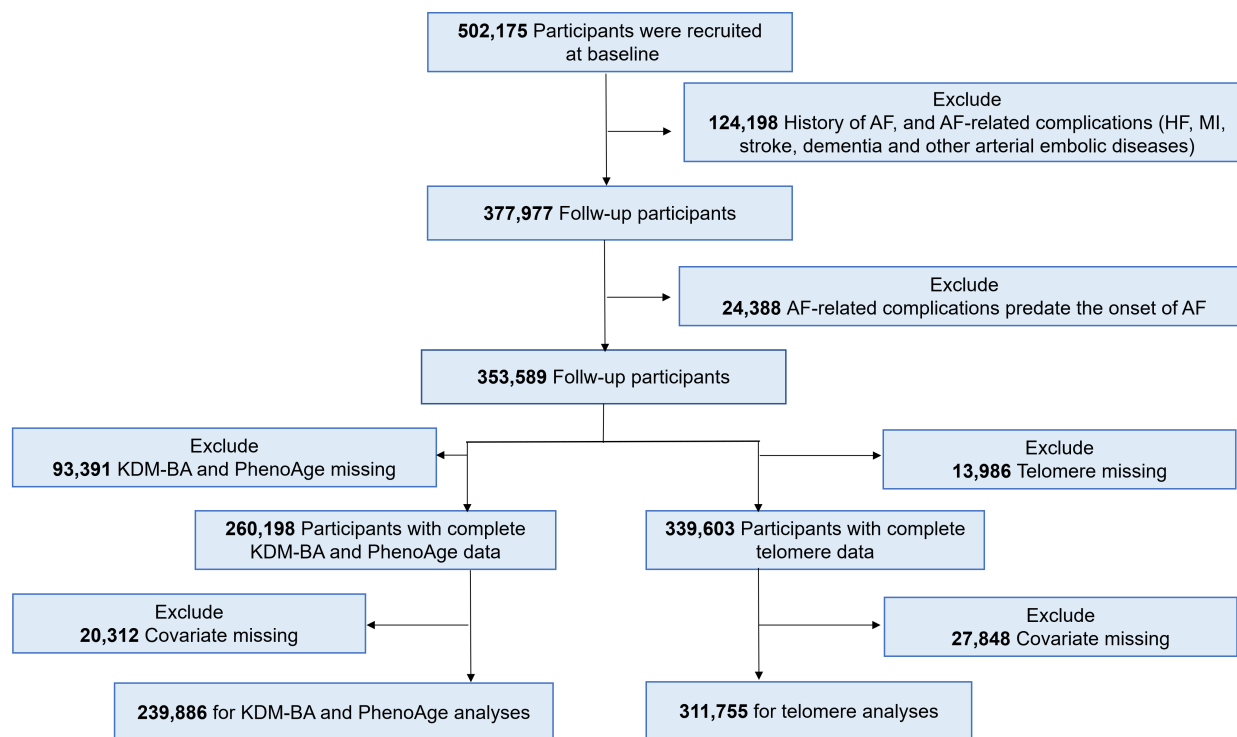 502,175 Participants were recruited
at baseline
Exclude
124,198 History of AF, and AF-related complications (HF, MI,
stroke, dementia and other arterial embolic diseases)
377,977 Follw-up participants
Exclude
24,388 AF-related complications predate the onset of AF
353,589 Follw-up participants
Exclude
93,391 KDM-BA and PhenoAge missing
Exclude
13,986 Telomere missing
260,198 Participants with complete
KDM-BA and PhenoAge data
339,603 Participants with complete
telomere data
Exclude
20,312 Covariate missing
Exclude
27,848 Covariate missing
239,886 for KDM-BA and PhenoAge analyses
311,755 for telomere analyses